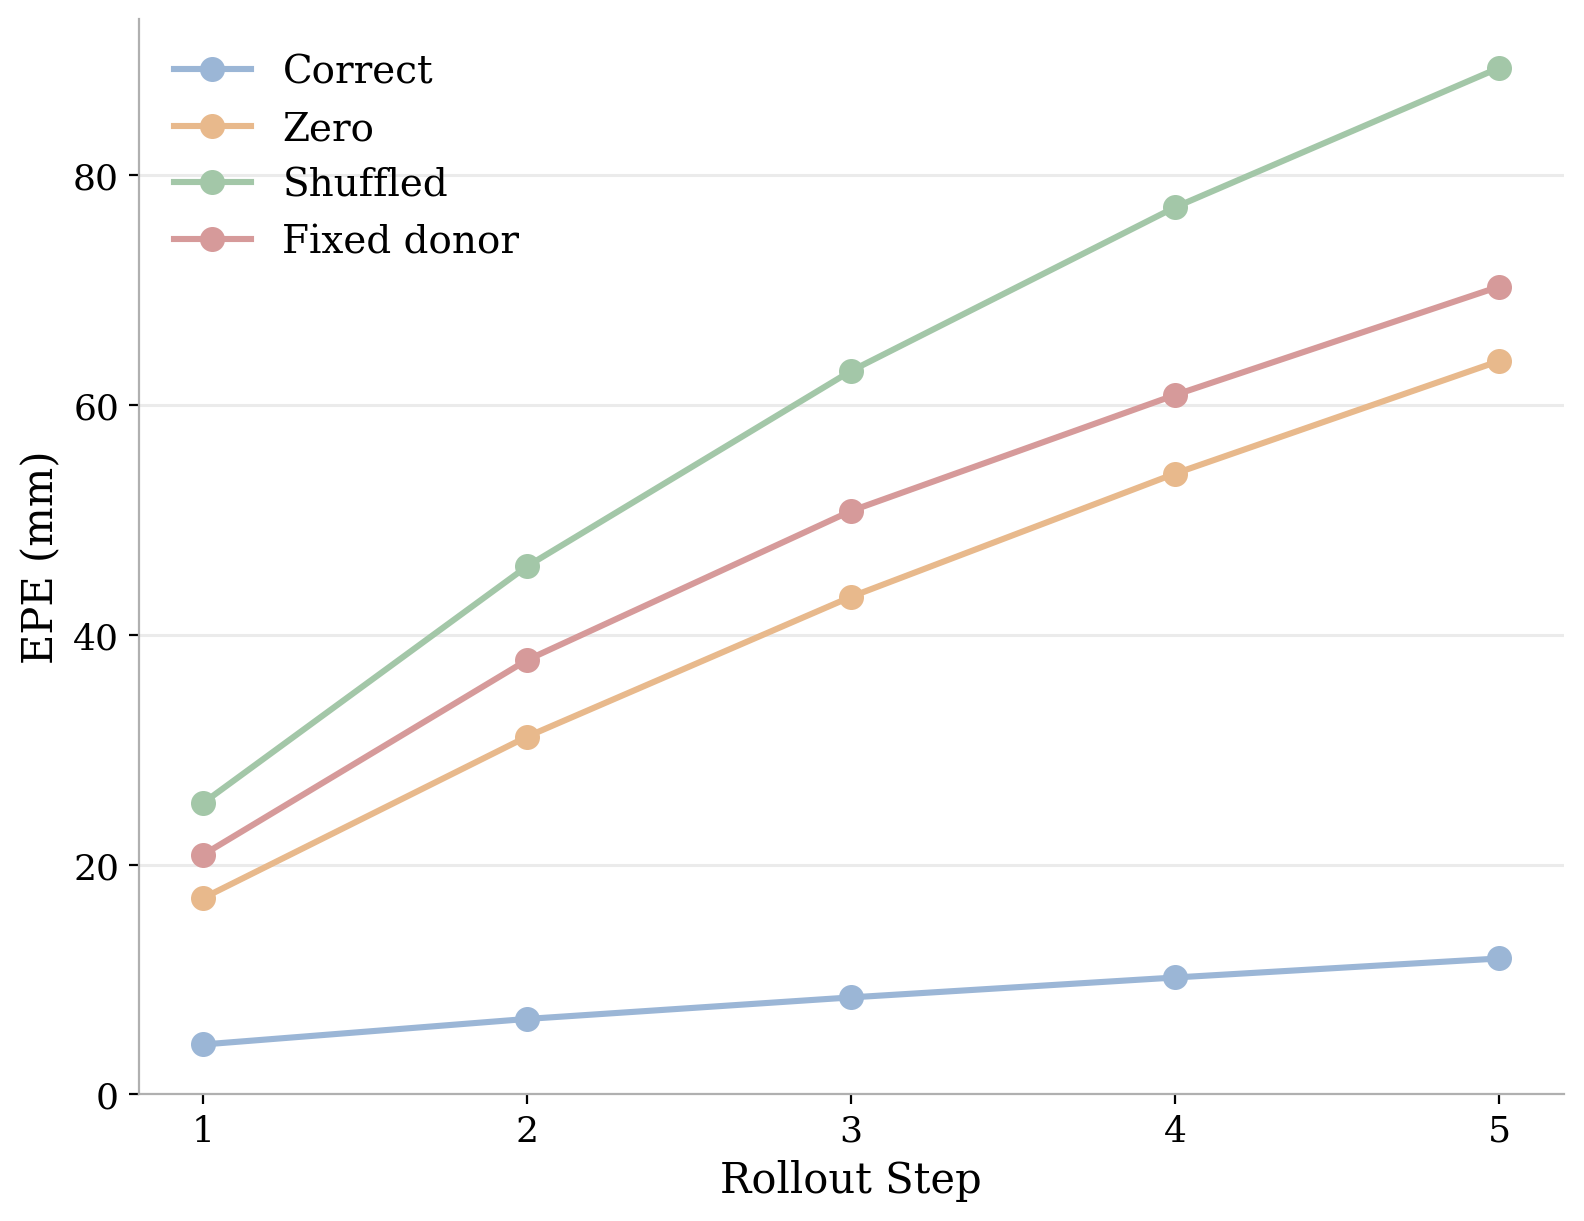 Correct
Zero
Shuffled
Fixed donor
80
60
40
20
0
EPE (mm)
1 2 3 4 5
Rollout Step